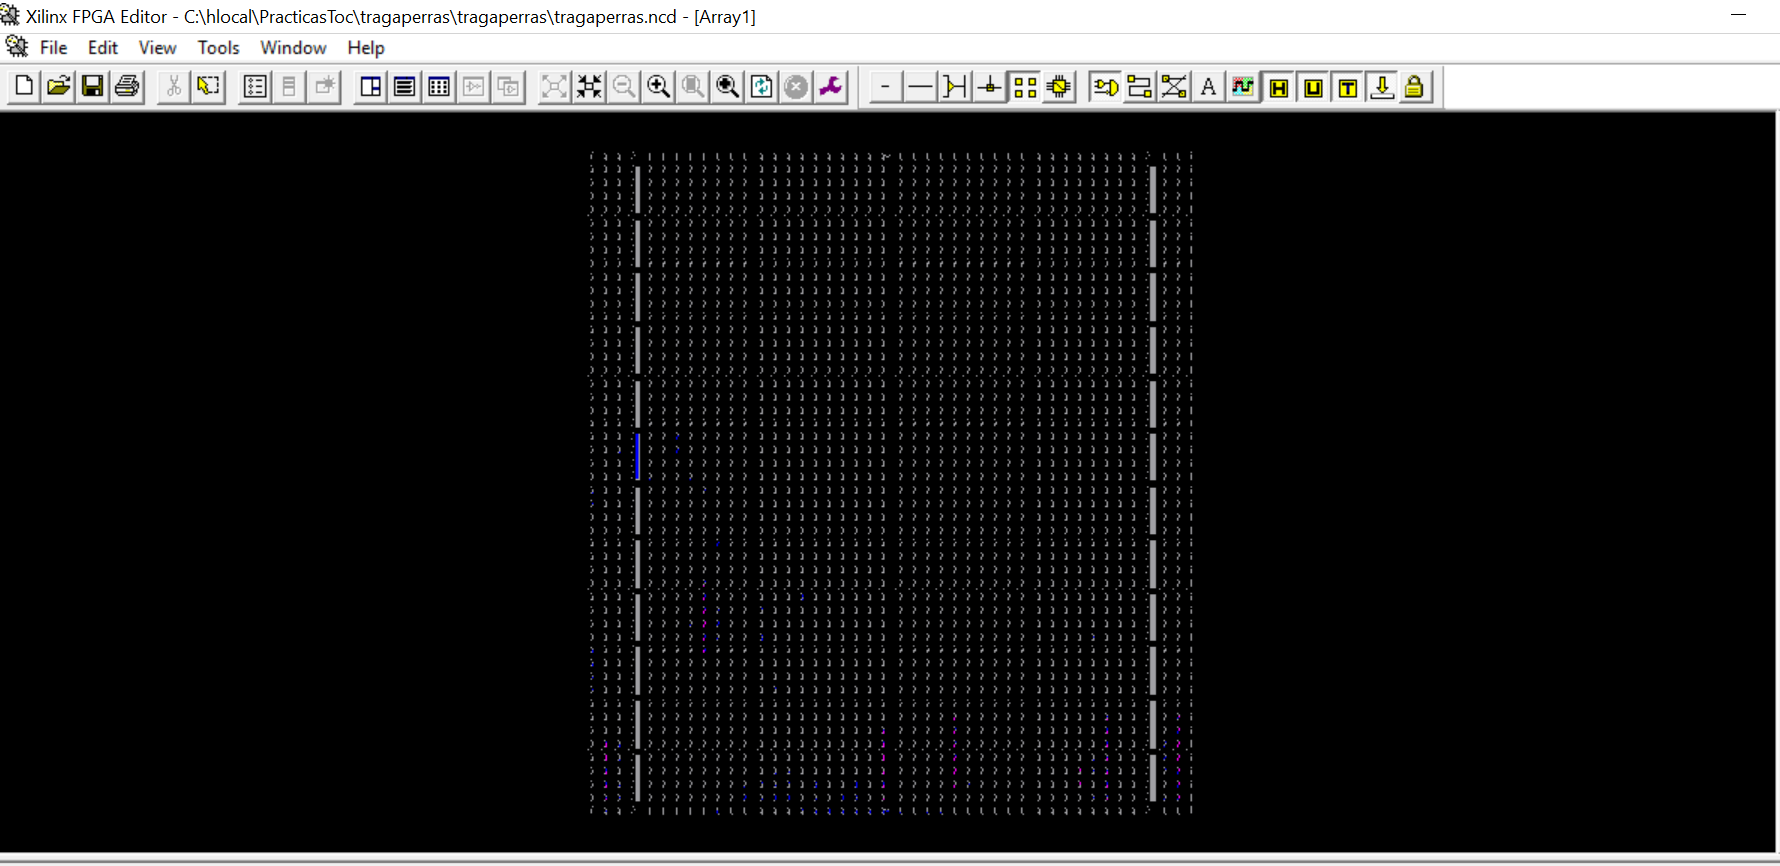 Xilinx FPGA Editor - C:\hlocal\PracticasToc\tragaperras\tragaperras\tragaperras.ncd - [Array1]
File Edit View Tools Window Help
A H U T